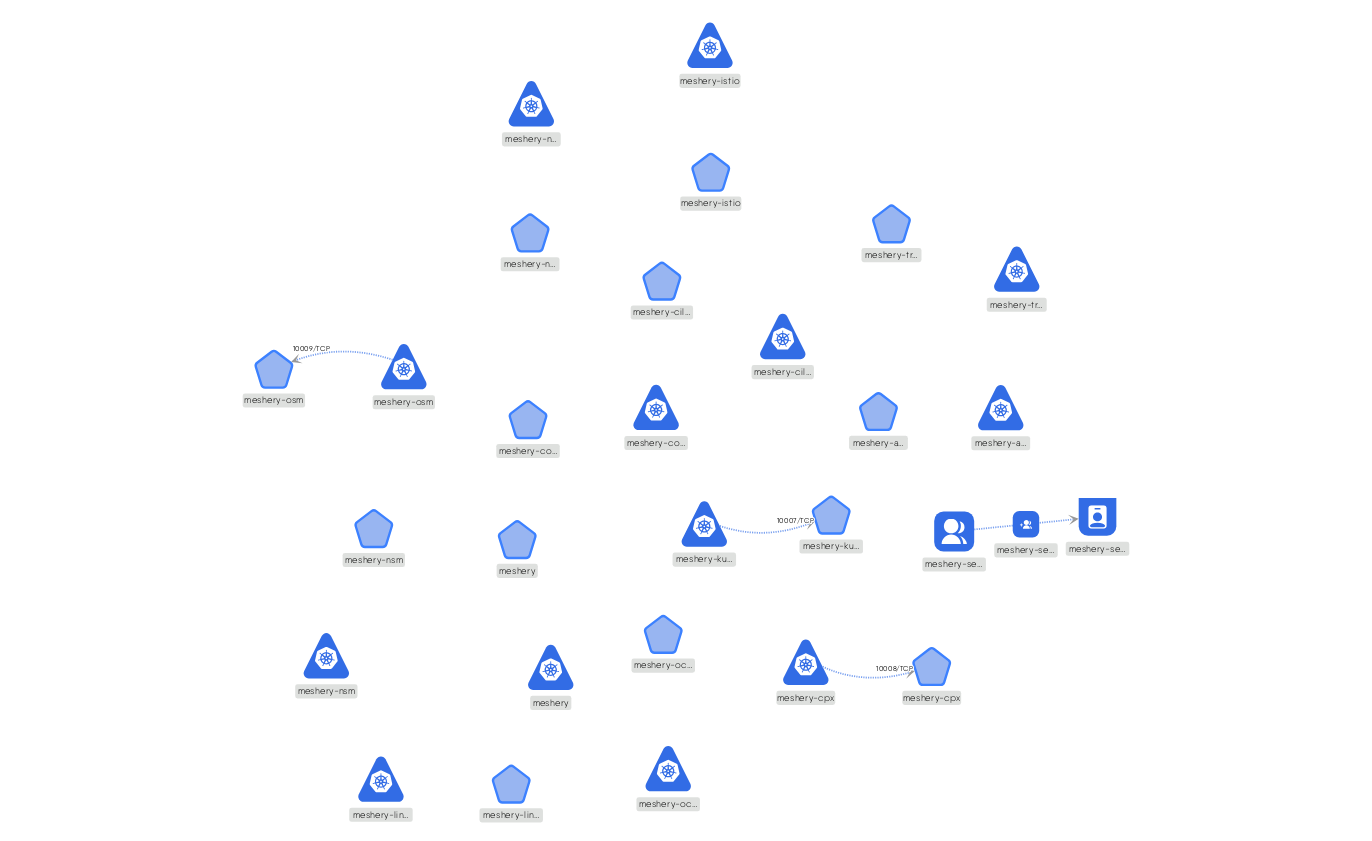 meshery-istio
meshery-n...
meshery-istio
meshery-tr...
meshery-n...
meshery-tr...
meshery-cil...
10009/TCP
meshery-cil...
meshery-osm
meshery-osm
meshery-co...
meshery-co...
meshery-a...
meshery-a...
10007/TCP
meshery-nsm
meshery
meshery-ku...
meshery-ku...
meshery-se...
meshery-se...
meshery-se...
meshery-oc...
10008/TCP
meshery-nsm
meshery
meshery-cpx
meshery-cpx
meshery-lin...
meshery-lin...
meshery-oc...